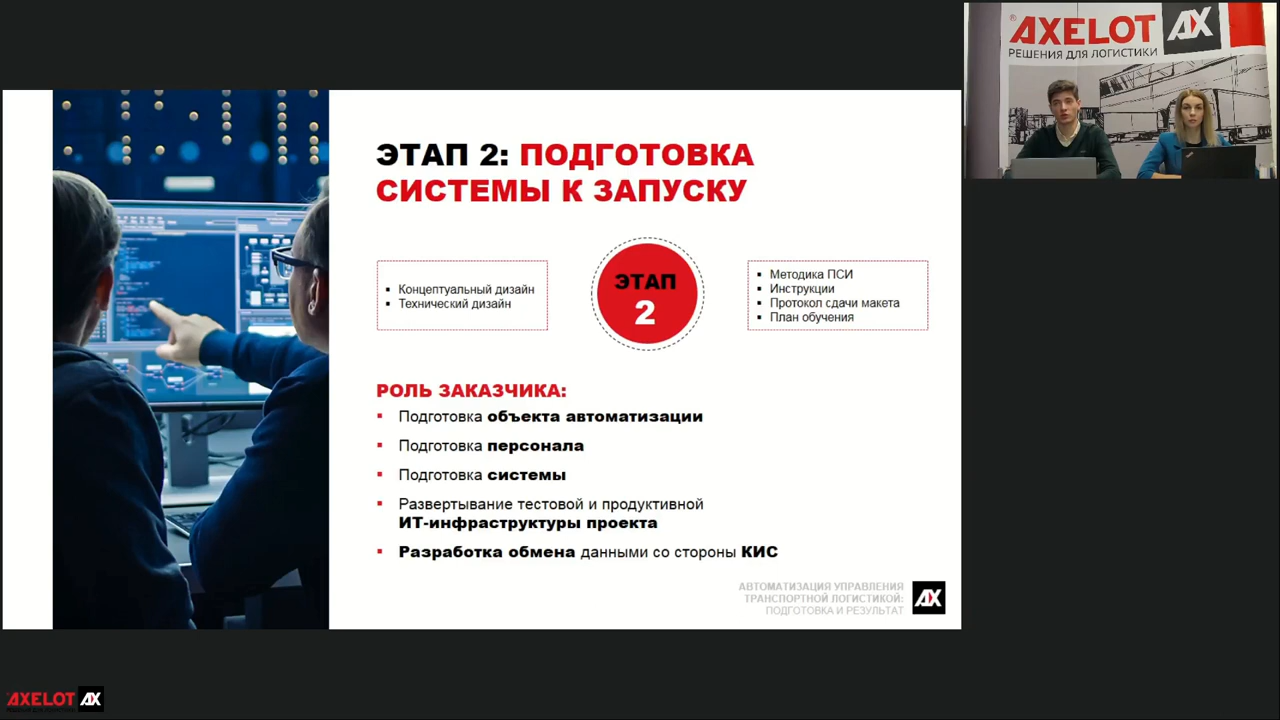 ® AXELOT AX
РЕШЕНИЯ ДЛЯ ЛОГИСТИКИ
ЭТАП 2: ПОДГОТОВКА
СИСТЕМЫ К ЗАПУСКУ
▪ Концептуальный дизайн
▪ Технический дизайн
ЭТАП
2
▪ Методика ПСИ
▪ Инструкции
▪ Протокол сдачи макета
▪ План обучения
РОЛЬ ЗАКАЗЧИКА:
▪ Подготовка объекта автоматизации
▪ Подготовка персонала
▪ Подготовка системы
▪ Развертывание тестовой и продуктивной
ИТ-инфраструктуры проекта
▪ Разработка обмена данными со стороны КИС
АВТОМАТИЗАЦИЯ УПРАВЛЕНИЯ
ТРАНСПОРТНОЙ ЛОГИСТИКОЙ:
ПОДГОТОВКА И РЕЗУЛЬТАТ
AX
AXELOT AX